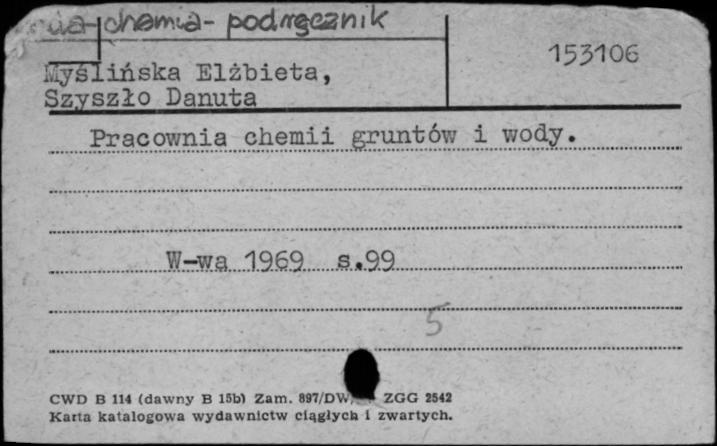 chemia - podręcznik
153106
Myślińska Elżbieta,
Szyszło Danuta
Pracownia chemii gruntów i wody.
W-wa 1969 s.99
5
CWD B 114 (dawny B 15b) Zam. 897/DW ZGG 2542
Karta katalogowa wydawnictw ciągłych i zwartych.